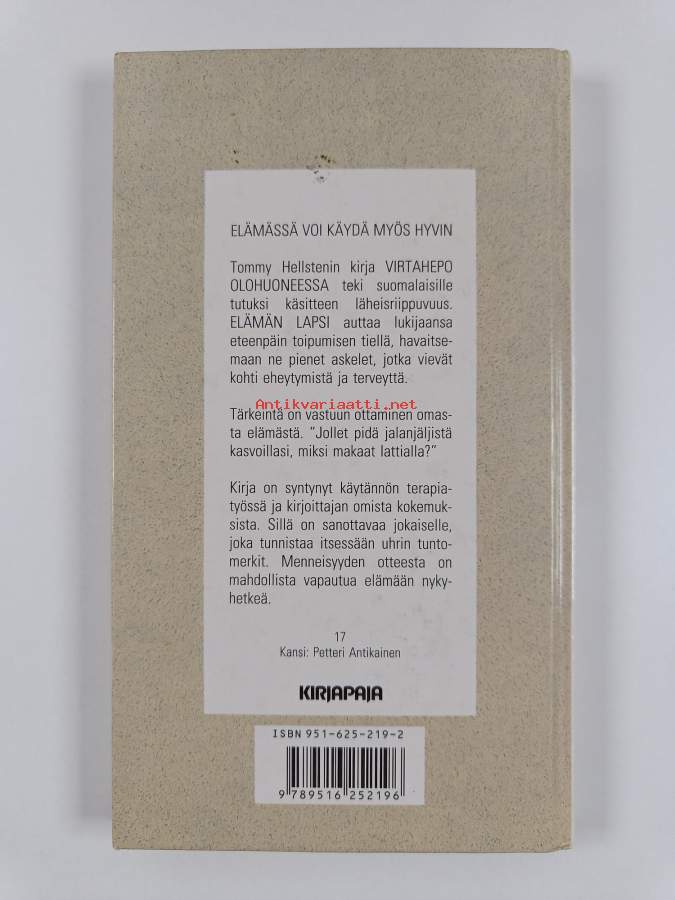 ELÄMÄSSÄ VOI KÄYDÄ MYÖS HYVIN
Tommy Hellstenin kirja VIRTAHEPO
OLOHUONEESSA teki suomalaisille
tutuksi käsitteen läheisriippuvuus.
ELÄMÄN LAPSI auttaa lukijaansa
eteenpäin toipumisen tiellä, havaitse-
maan ne pienet askelet, jotka vievät
kohti eheytymistä ja terveyttä.
Antikvariaatti.net
Tärkeintä on vastuun ottaminen omas-
ta elämästä. "Jollet pidä jalanjäljistä
kasvoillasi, miksi makaat lattialla?"
Kirja on syntynyt käytännön terapia-
työssä ja kirjoittajan omista kokemuk-
sista. Sillä on sanottavaa jokaiselle,
joka tunnistaa itsessään uhrin tunto-
merkit. Menneisyyden otteesta on
mahdollista vapautua elämään nyky-
hetkeä.
17
Kansi: Petteri Antikainen
KIRJAPAJA
ISBN 951-625-219-2
9 789516 252196